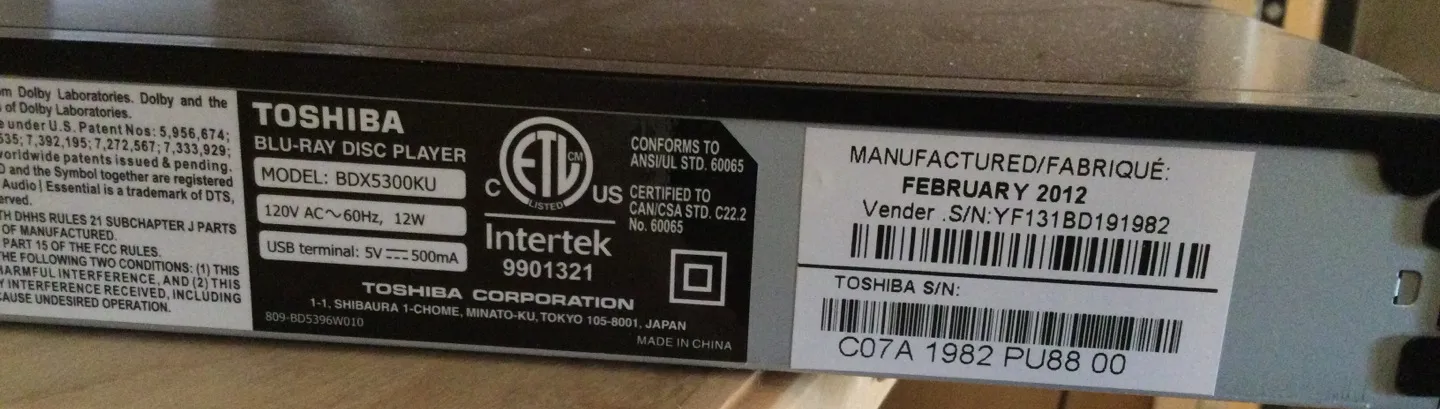 m Dolby Laboratories. Dolby and the
of Dolby Laboratories.
e under U.S. Patent Nos: 5,956,674;
535; 7,392,195; 7,272,567; 7,333,929;
worldwide patents issued & pending.
and the Symbol together are registered
Audio | Essential is a trademark of DTS,
erved.
TH DHHS RULES 21 SUBCHAPTER J PARTS
OF MANUFACTURED.
PART 15 OF THE FCC RULES.
HE FOLLOWING TWO CONDITIONS: (1) THIS
HARMFUL INTERFERENCE, AND (2) THIS
Y INTERFERENCE RECEIVED, INCLUDING
CAUSE UNDESIRED OPERATION.
TOSHIBA
BLU-RAY DISC PLAYER
MODEL: BDX5300KU
120V AC~60Hz, 12W
USB terminal: 5V⎓500mA
C ETL CM US
LISTED
Intertek
9901321
CONFORMS TO
ANSI/UL STD. 60065
CERTIFIED TO
CAN/CSA STD. C22.2
No. 60065
TOSHIBA CORPORATION
1-1, SHIBAURA 1-CHOME, MINATO-KU, TOKYO 105-8001, JAPAN
809-BD5396W010
MADE IN CHINA
MANUFACTURED/FABRIQUÉ:
FEBRUARY 2012
Vender .S/N:YF131BD191982
TOSHIBA S/N:
C07A 1982 PU88 00